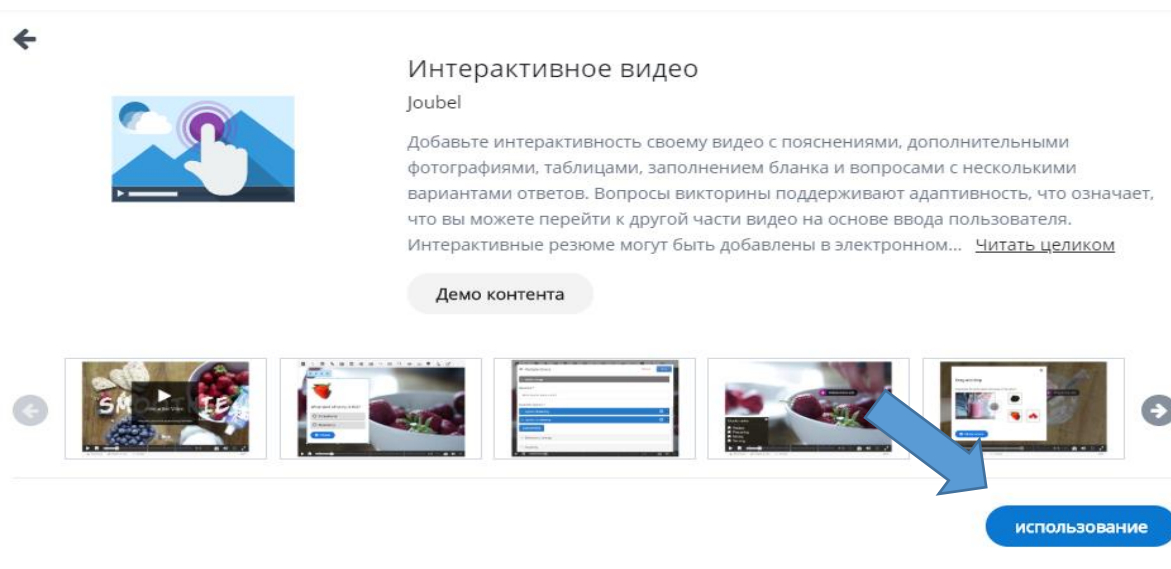 Интерактивное видео
Joubel
Добавьте интерактивность своему видео с пояснениями, дополнительными
фотографиями, таблицами, заполнением бланка и вопросами с несколькими
вариантами ответов. Вопросы викторины поддерживают адаптивность, что означает,
что вы можете перейти к другой части видео на основе ввода пользователя.
Интерактивные резюме могут быть добавлены в электронном... Читать целиком
Демо контента
использование